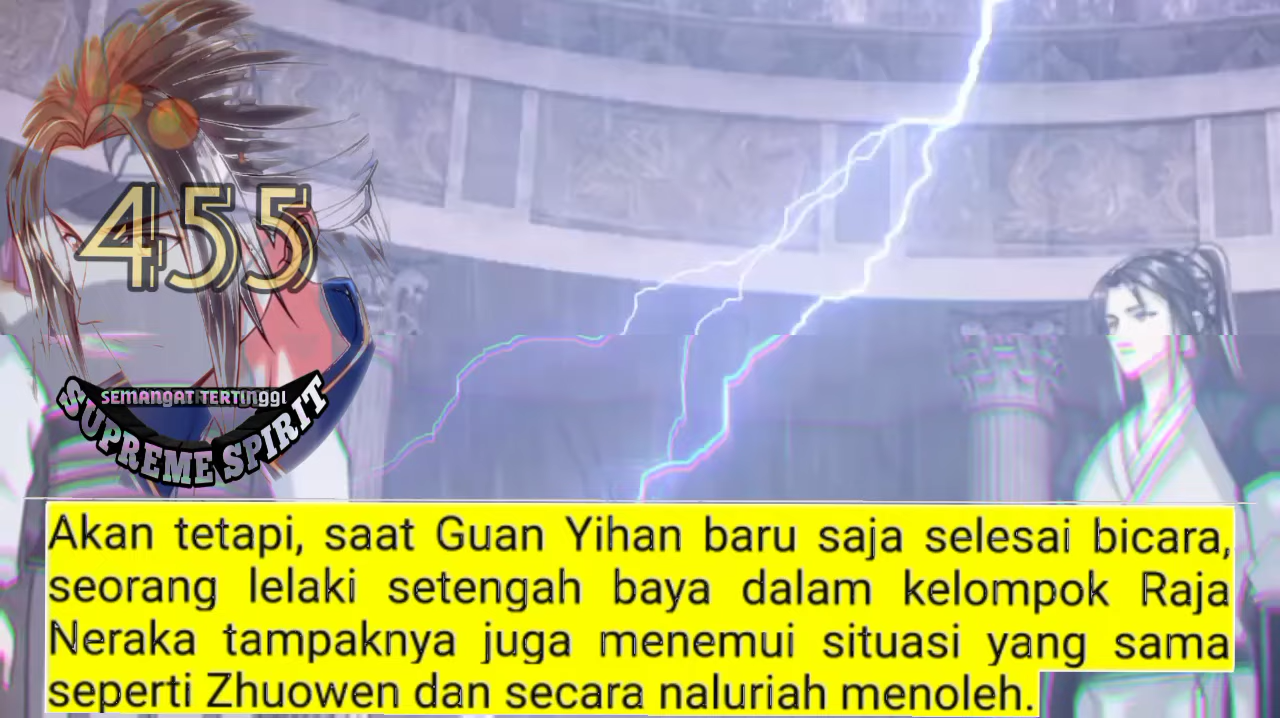 455
SEMANGAT TERTINGGI
SUPREME SPIRIT
Akan tetapi, saat Guan Yihan baru saja selesai bicara,
seorang lelaki setengah baya dalam kelompok Raja
Neraka tampaknya juga menemui situasi yang sama
seperti Zhuowen dan secara naluriah menoleh.